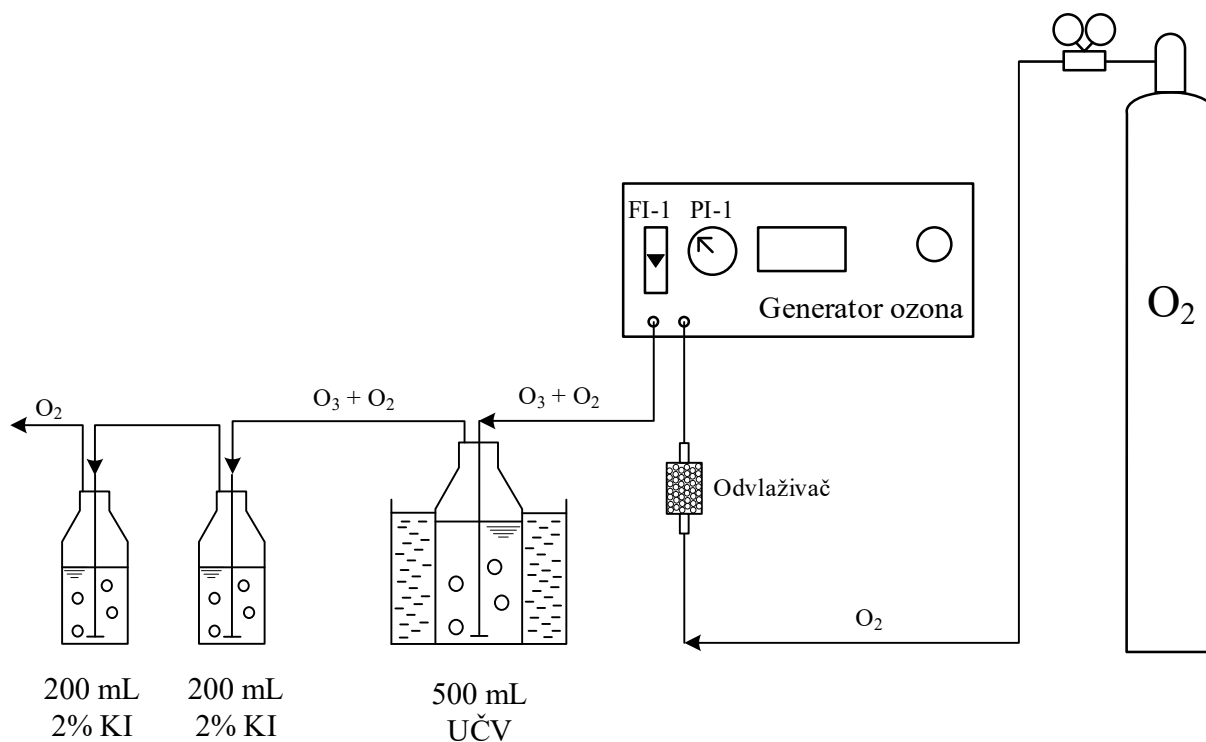 FI-1
PI-1
Generator ozona
O₂
O₂
O₃ + O₂
O₃ + O₂
Odvlaživač
O₂
200 mL
2% KI
200 mL
2% KI
500 mL
UČV